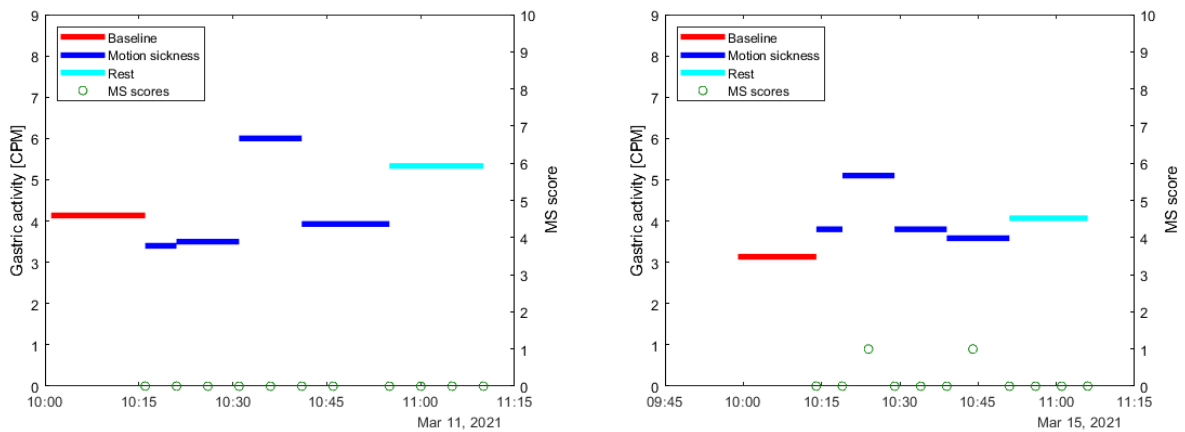 9
8
7
6
5
4
3
2
1
0
Gastric activity [CPM]
Baseline
Motion sickness
Rest
MS scores
10
9
8
7
6
5
4
3
2
1
0
MS score
10:00 10:15 10:30 10:45 11:00 11:15
Mar 11, 2021
9
8
7
6
5
4
3
2
1
0
Gastric activity [CPM]
Baseline
Motion sickness
Rest
MS scores
10
9
8
7
6
5
4
3
2
1
0
MS score
09:45 10:00 10:15 10:30 10:45 11:00 11:15
Mar 15, 2021